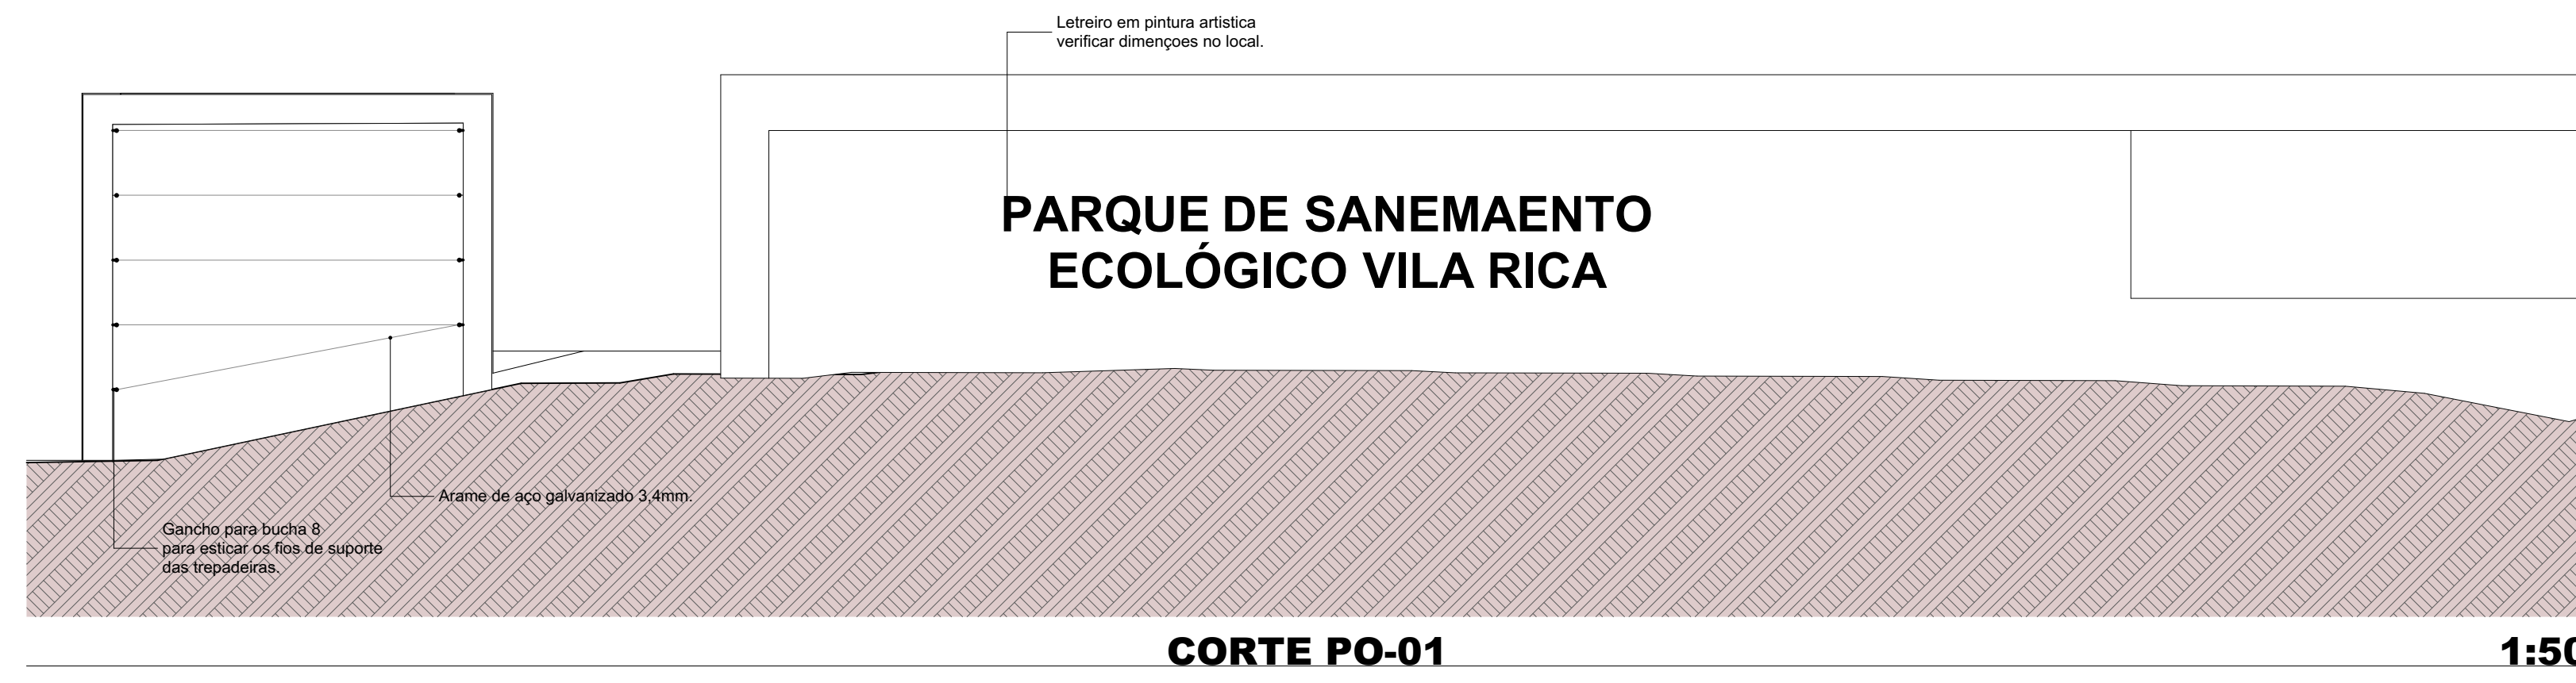 Letreiro em pintura artistica
verificar dimençoes no local.
PARQUE DE SANEMAENTO
ECOLÓGICO VILA RICA
Arame de aço galvanizado 3,4mm.
Gancho para bucha 8
para esticar os fios de suporte
das trepadeiras.
CORTE PO-01
1:50